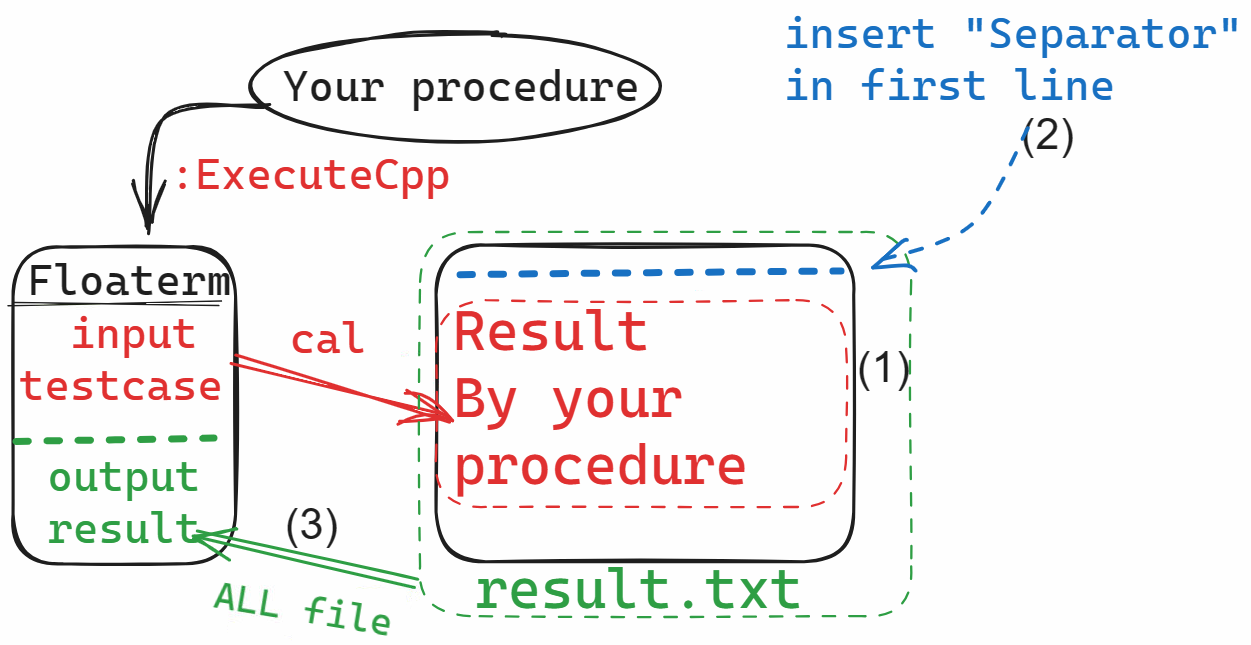 Your procedure
insert "Separator"
in first line
(2)
:ExecuteCpp
Floaterm
input
testcase
output
result
cal
Result
By your
procedure
(1)
(3)
ALL file
result.txt